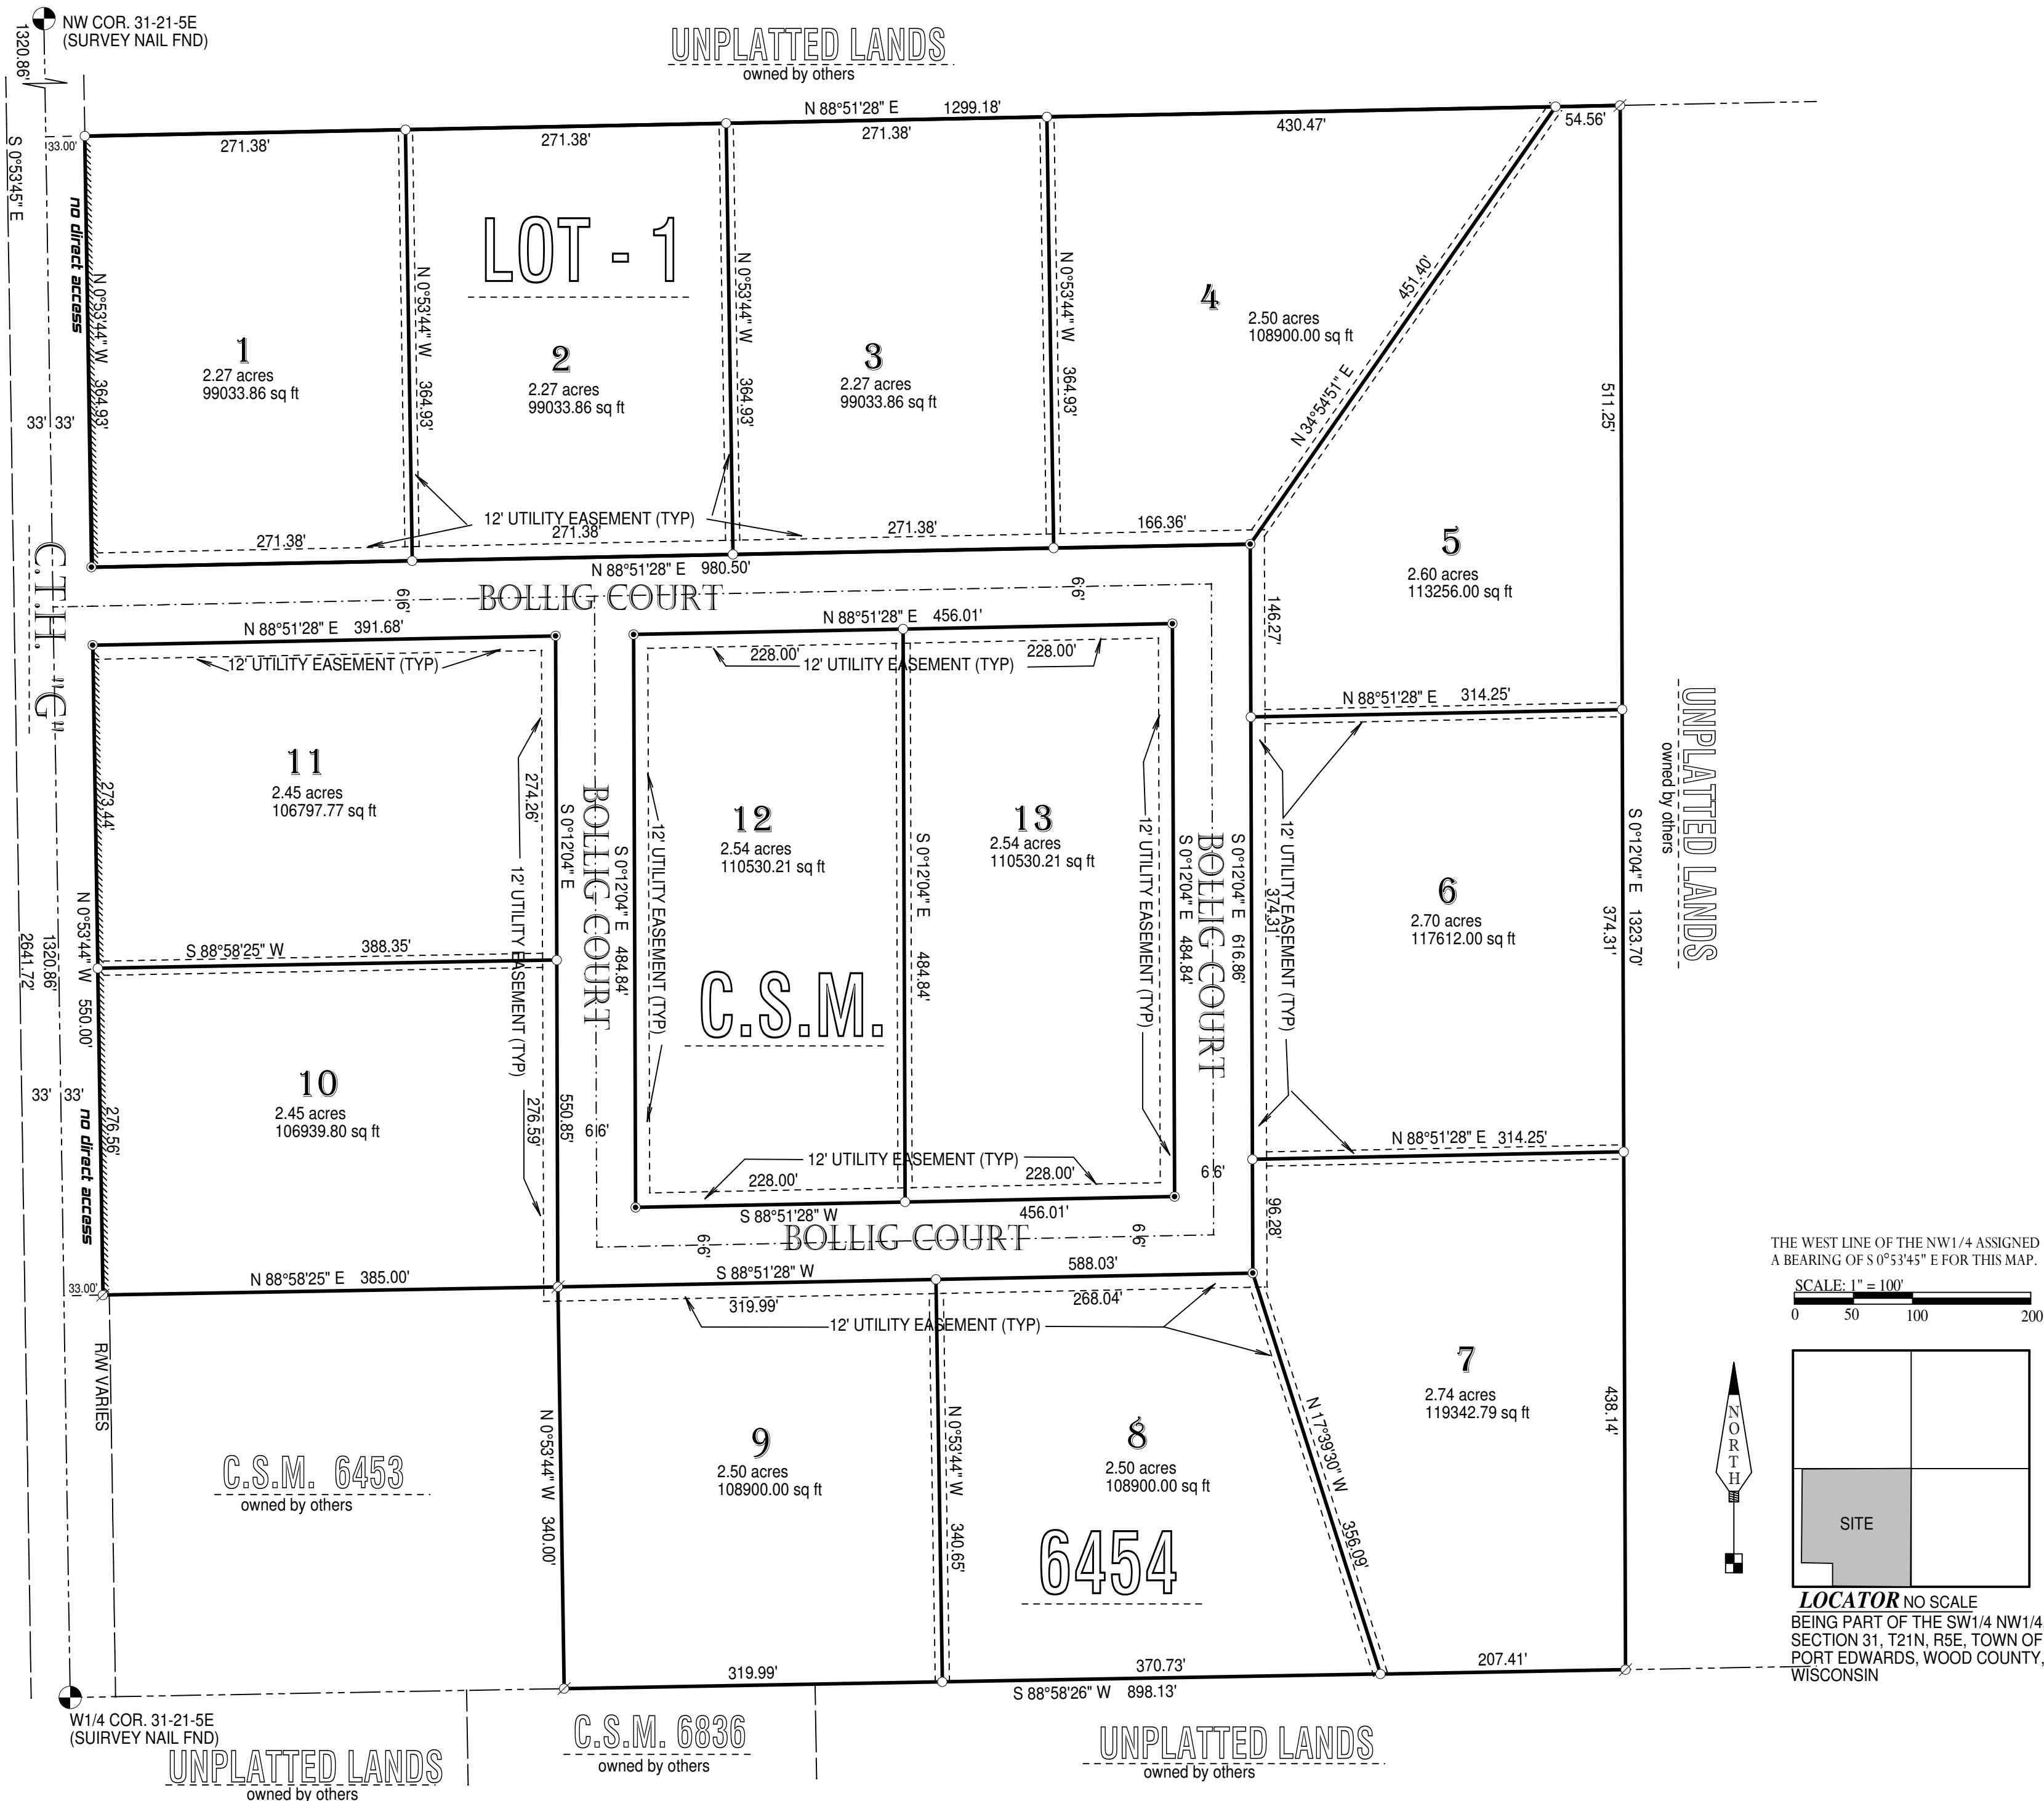 NW COR. 31-21-5E
(SURVEY NAIL FND)
1320.86'
S 0°53'45" E
UNPLATTED LANDS
owned by others
N 88°51'28" E 1299.18'
33.00'
271.38'
271.38'
271.38'
430.47'
54.56'
no direct access
N 0°53'44" W 364.93'
N 0°53'44" W 364.93'
N 0°53'44" W 364.93'
N 0°53'44" W 364.93'
LOT - 1
1
2.27 acres
99033.86 sq ft
2
2.27 acres
99033.86 sq ft
3
2.27 acres
99033.86 sq ft
4
2.50 acres
108900.00 sq ft
451.40'
N 34°54'51" E
511.25'
33' 33'
12' UTILITY EASEMENT (TYP)
271.38'
271.38'
271.38'
166.36'
N 88°51'28" E 980.50'
5
2.60 acres
113256.00 sq ft
C.T.H. "G"
BOLLIG COURT
66'
66'
146.27'
N 88°51'28" E 391.68'
12' UTILITY EASEMENT (TYP)
N 88°51'28" E 456.01'
228.00'
228.00'
12' UTILITY EASEMENT (TYP)
N 88°51'28" E 314.25'
UNPLATTED LANDS
owned by others
11
2.45 acres
106797.77 sq ft
273.44'
274.26'
S 0°12'04" E
550.85'
12' UTILITY EASEMENT (TYP)
BOLLIG COURT
S 0°12'04" E 484.84'
12' UTILITY EASEMENT (TYP)
12
2.54 acres
110530.21 sq ft
S 0°12'04" E 484.84'
13
2.54 acres
110530.21 sq ft
12' UTILITY EASEMENT (TYP)
S 0°12'04" E 484.84'
BOLLIG COURT
S 0°12'04" E 616.86'
374.31'
12' UTILITY EASEMENT (TYP)
6
2.70 acres
117612.00 sq ft
374.31'
S 0°12'04" E 1323.70'
S 88°58'25" W 388.35'
N 0°53'44" W 550.00'
1320.86'
2641.72'
C.S.M.
10
2.45 acres
106939.80 sq ft
33' 33'
no direct access
276.56'
276.59'
66'
66'
12' UTILITY EASEMENT (TYP)
228.00'
228.00'
S 88°51'28" W 456.01'
BOLLIG COURT
66'
66'
N 88°51'28" E 314.25'
96.28'
33.00'
N 88°58'25" E 385.00'
S 88°51'28" W 588.03'
319.99'
268.04'
12' UTILITY EASEMENT (TYP)
R/W VARIES
7
2.74 acres
119342.79 sq ft
438.14'
C.S.M. 6453
owned by others
N 0°53'44" W 340.00'
9
2.50 acres
108900.00 sq ft
N 0°53'44" W 340.65'
8
2.50 acres
108900.00 sq ft
N 17°39'30" W 356.09'
6454
319.99'
370.73'
207.41'
S 88°58'26" W 898.13'
W1/4 COR. 31-21-5E
(SUIRVEY NAIL FND)
UNPLATTED LANDS
owned by others
C.S.M. 6836
owned by others
UNPLATTED LANDS
owned by others
THE WEST LINE OF THE NW1/4 ASSIGNED
A BEARING OF S 0°53'45" E FOR THIS MAP.
SCALE: 1" = 100'
0 50 100 200
NORTH
SITE
LOCATOR NO SCALE
BEING PART OF THE SW1/4 NW1/4,
SECTION 31, T21N, R5E, TOWN OF
PORT EDWARDS, WOOD COUNTY,
WISCONSIN